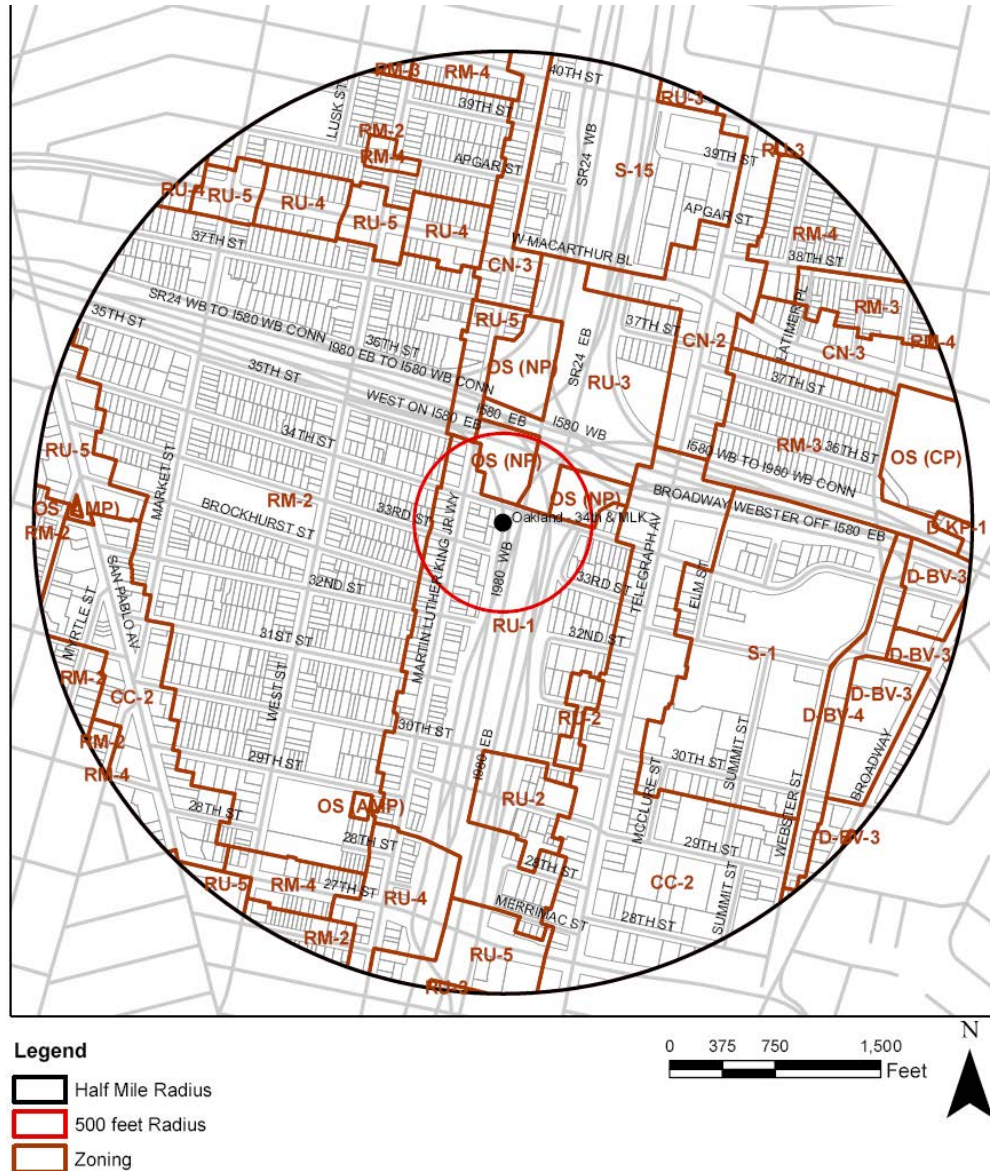 40TH ST
RM-3
RM-4
RU-3
LUSK ST
39TH ST
SR24 WB
RM-2
39TH ST
RU-3
RM-4
APGAR ST
S-15
RU-4
RU-5
RU-4
RU-5
RU-4
APGAR ST
RM-4
W MACARTHUR BL
38TH ST
37TH ST
CN-3
LATIMER PL
RM-3
SR24 WB TO I580 WB CONN
RU-5
37TH ST
CN-2
CN-3
RM-4
35TH ST
36TH ST
I980 EB TO I580 WB CONN
OS (NP)
SR24 EB
RU-3
37TH ST
35TH ST
WEST ON I580 EB
I580 EB
I580 WB
RM-3
36TH ST
OS (CP)
34TH ST
I580 WB TO I980 WB CONN
RU-5
MARKET ST
OS (NP)
OS (NP)
BROADWAY WEBSTER OFF I580 EB
RM-2
OS (AMP)
33RD ST
Oakland - 34th & MLK
D-KP-1
RM-2
BROCKHURST ST
MARTIN LUTHER KING JR WY
I980 WB
TELEGRAPH AV
SAN PABLO AV
32ND ST
33RD ST
ELM ST
D-BV-3
MYRTLE ST
31ST ST
RU-1
32ND ST
S-1
D-BV-3
RM-2
CC-2
WEST ST
D-BV-3
D-BV-4
RM-2
30TH ST
RU-2
I980 EB
SUMMIT ST
30TH ST
BROADWAY
RM-4
29TH ST
RU-2
MCCLURE ST
WEBSTER ST
28TH ST
OS (AMP)
D-BV-3
28TH ST
29TH ST
28TH ST
RU-5
RM-4
27TH ST
RU-4
CC-2
SUMMIT ST
MERRIMAC ST
28TH ST
RM-2
RU-5
Legend
Half Mile Radius
500 feet Radius
Zoning
0 375 750 1,500
Feet
N